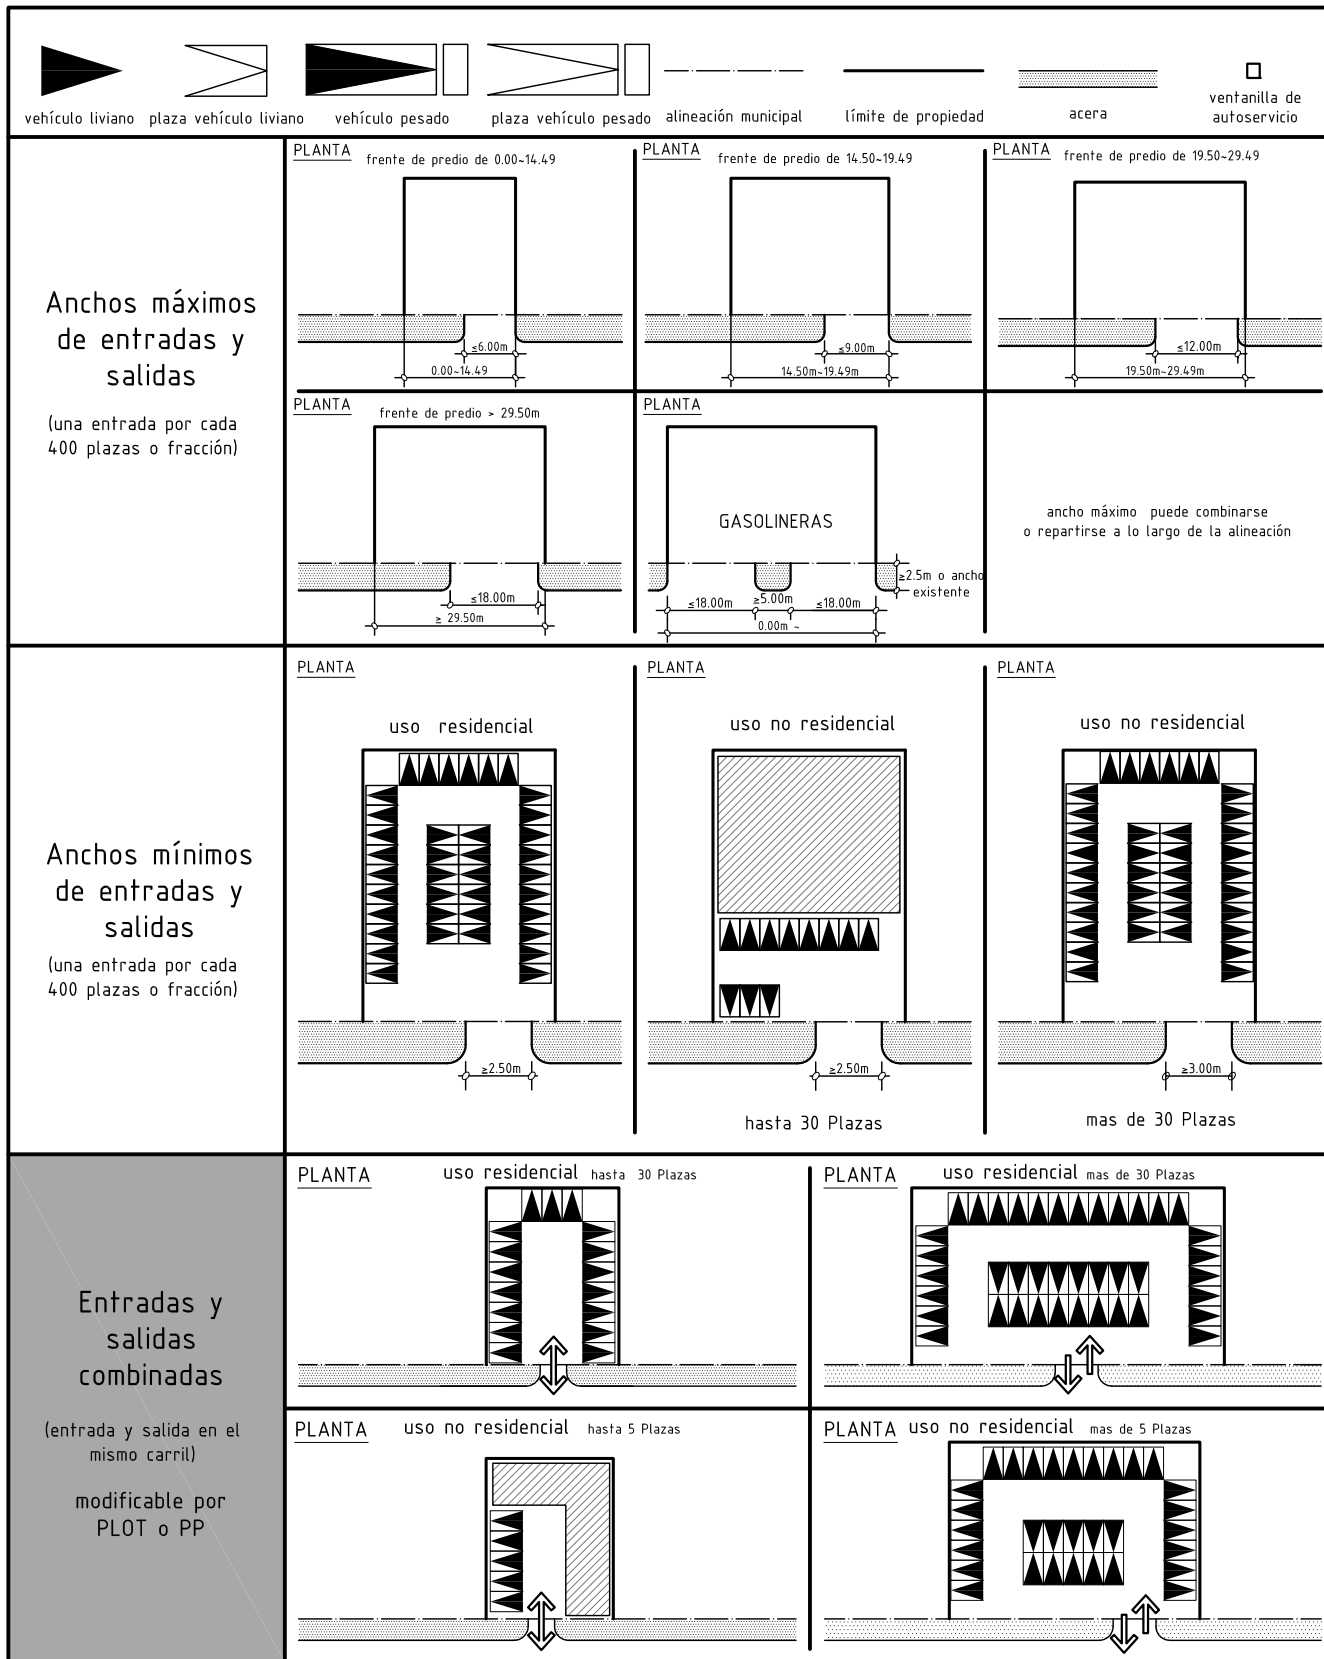 vehículo liviano
plaza vehículo liviano
vehículo pesado
plaza vehículo pesado
alineación municipal
límite de propiedad
acera
ventanilla de
autoservicio
Anchos máximos
de entradas y
salidas
(una entrada por cada
400 plazas o fracción)
PLANTA
frente de predio de 0.00~14.49
≤6.00m
0.00~14.49
PLANTA
frente de predio de 14.50~19.49
≤9.00m
14.50m~19.49m
PLANTA
frente de predio de 19.50~29.49
≤12.00m
19.50m~29.49m
PLANTA
frente de predio > 29.50m
≤18.00m
≥ 29.50m
PLANTA
GASOLINERAS
≥2.5m o ancho
existente
≤18.00m
≥5.00m
≤18.00m
0.00m ~
ancho máximo puede combinarse
o repartirse a lo largo de la alineación
Anchos mínimos
de entradas y
salidas
(una entrada por cada
400 plazas o fracción)
PLANTA
uso residencial
≥2.50m
PLANTA
uso no residencial
≥2.50m
hasta 30 Plazas
PLANTA
uso no residencial
≥3.00m
mas de 30 Plazas
Entradas y
salidas
combinadas
(entrada y salida en el
mismo carril)
modificable por
PLOT o PP
PLANTA
uso residencial hasta 30 Plazas
PLANTA
uso residencial mas de 30 Plazas
PLANTA
uso no residencial hasta 5 Plazas
PLANTA
uso no residencial mas de 5 Plazas